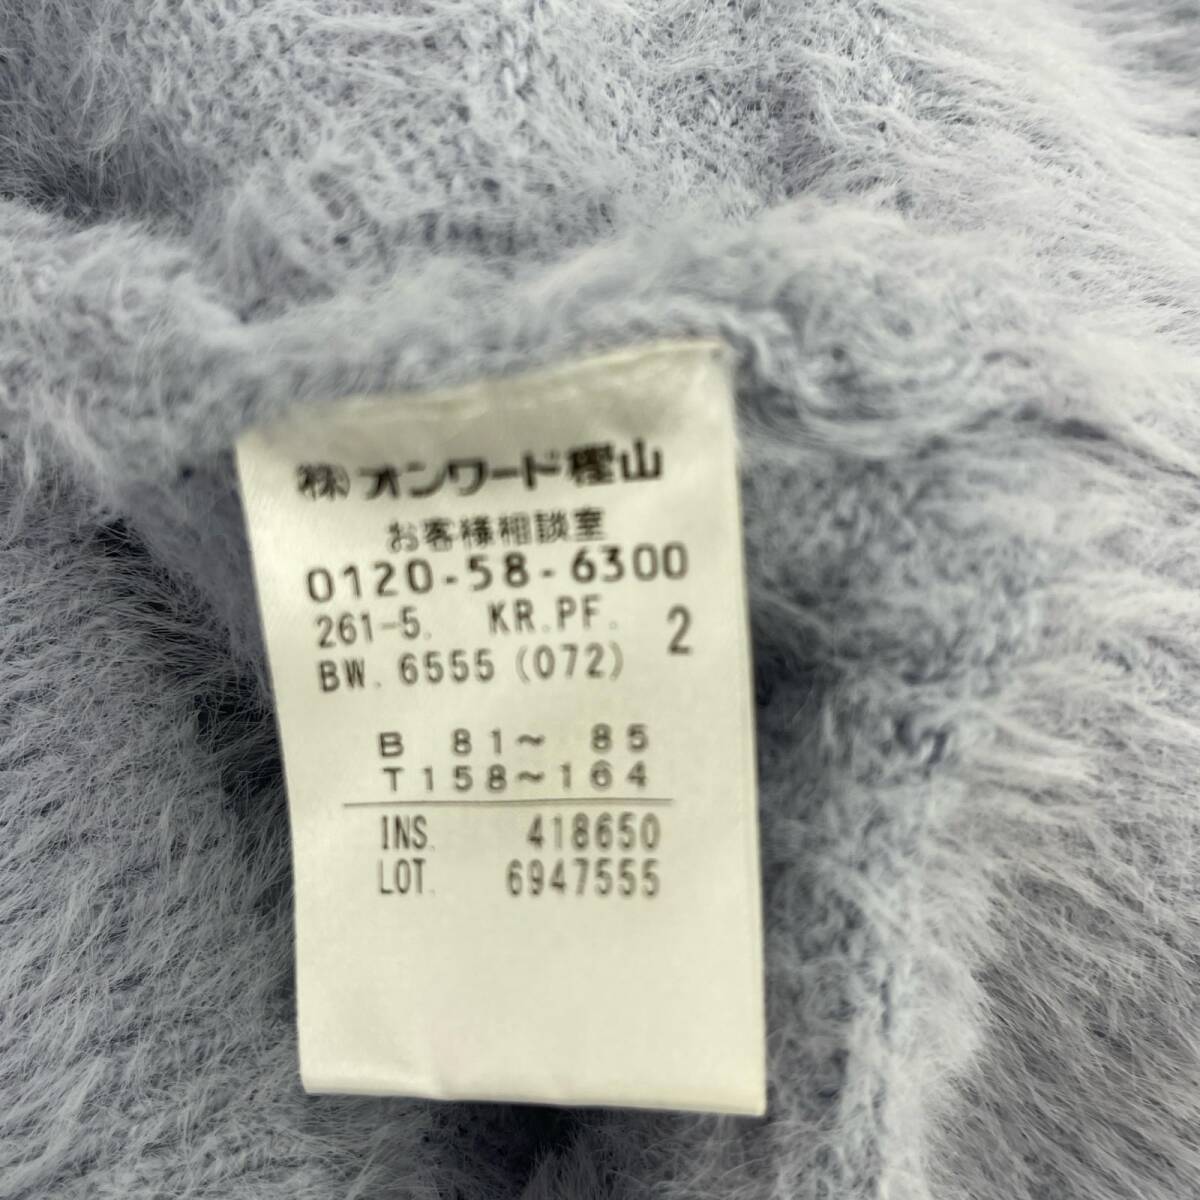 ㈱オンワード樫山
お客様相談室
0120-58-6300
261-5. KR.PF. 2
BW. 6555 (072)
B 81～ 85
T158～164
INS. 418650
LOT. 6947555